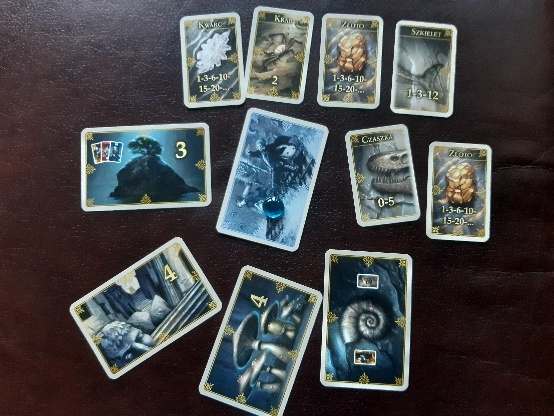 KWARC
1-3-6-10-
15-20-...
KRAB
2
ZŁOTO
1-3-6-10-
15-20-...
SZKIELET
1-3-12
3
CZASZKA
0-5
ZŁOTO
1-3-6-10-
15-20-...
4
4